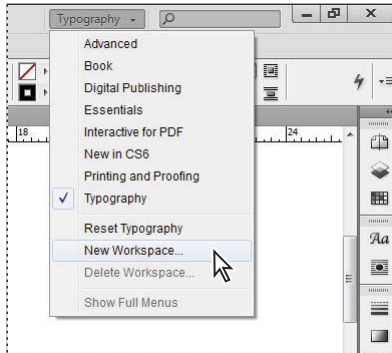 Typography
Advanced
Book
Digital Publishing
Essentials
Interactive for PDF
New in CS6
Printing and Proofing
Typography
Reset Typography
New Workspace...
Delete Workspace...
Show Full Menus
18
24
Aa